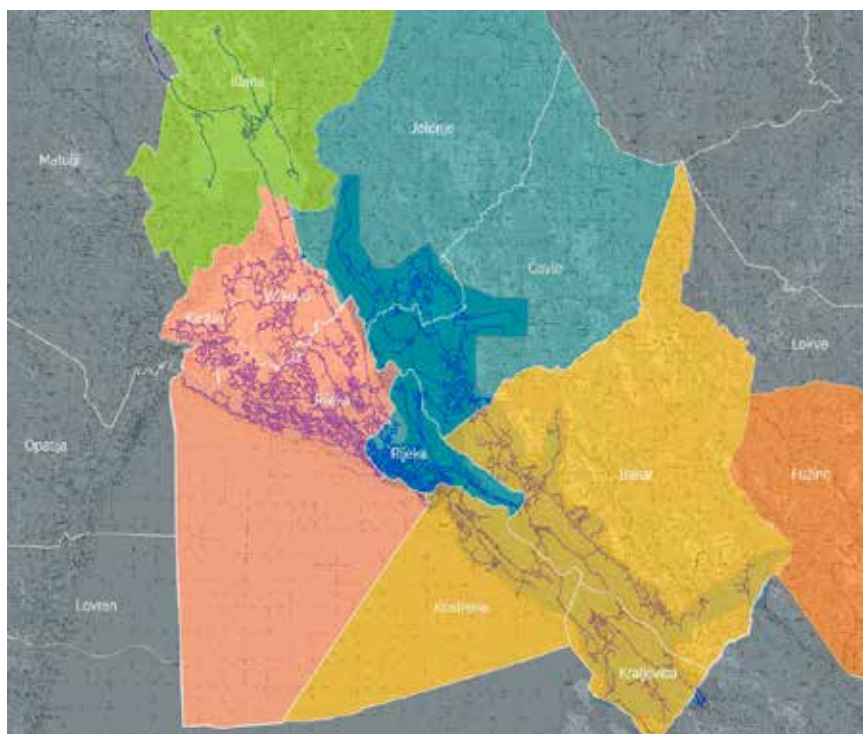 Klana
Jelenje
Matulji
Čavle
Viškovo
Kastav
Lokve
Rijeka
Opatija
Rijeka
Bakar
Fužine
Lovran
Kostrena
Kraljevica